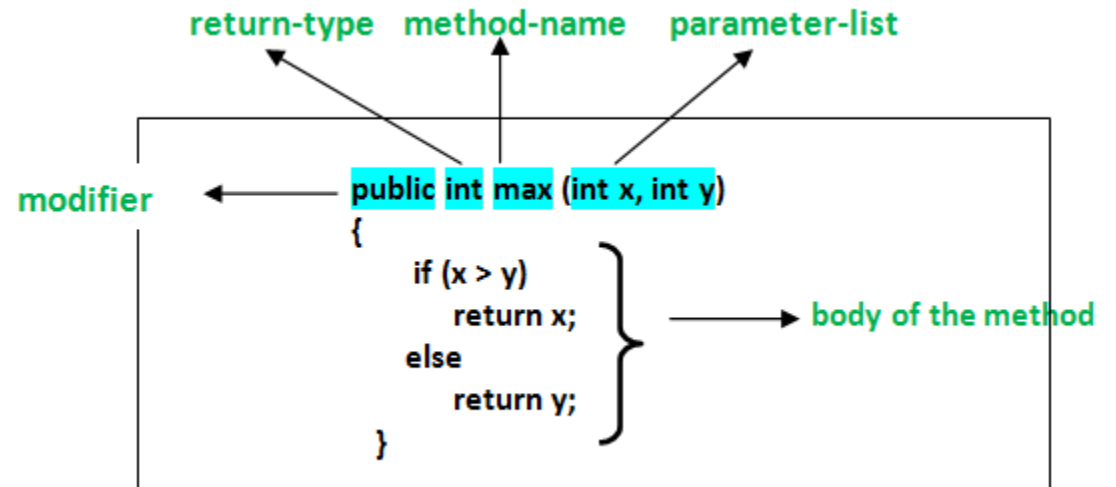 return-type method-name parameter-list
modifier
public int max (int x, int y)
{
if (x > y)
return x;
else
return y;
}
body of the method